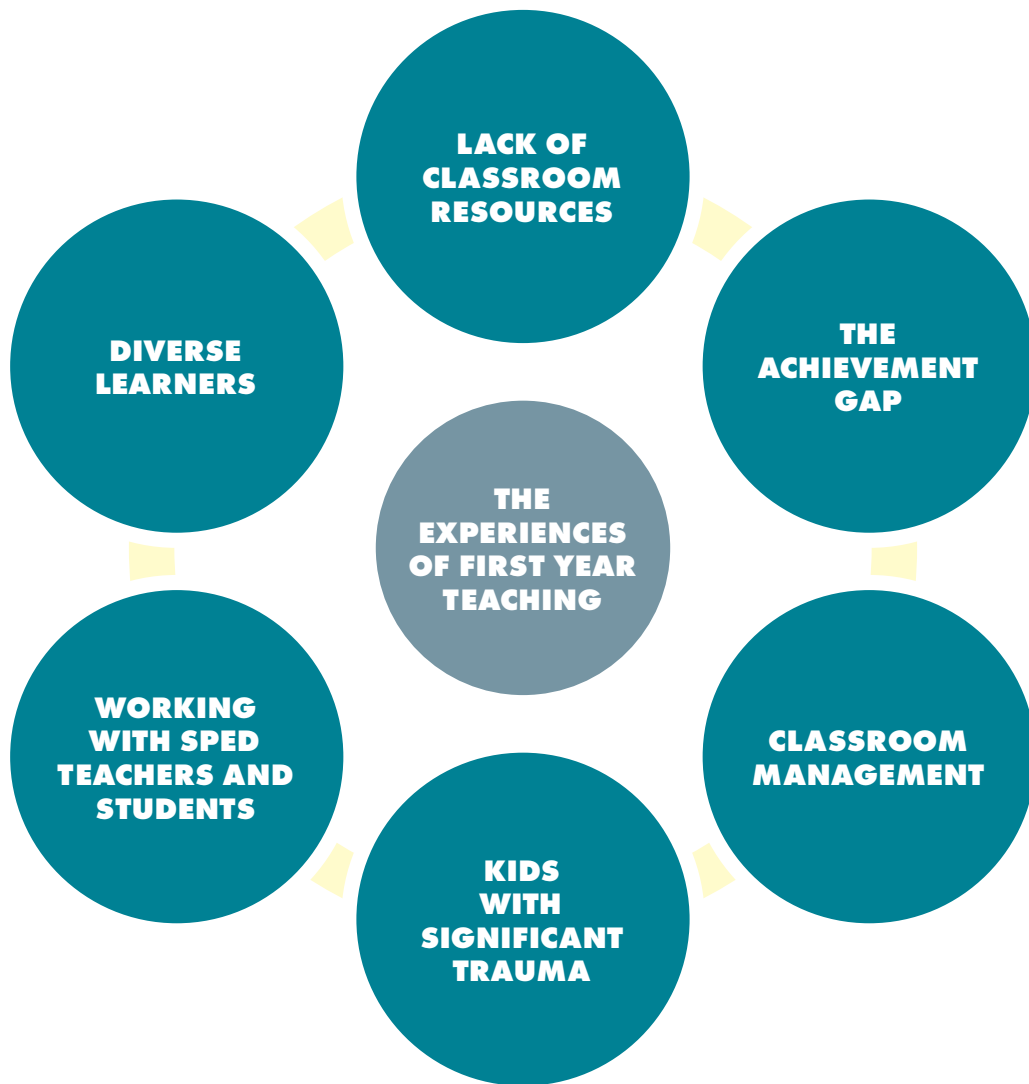 LACK OF
CLASSROOM
RESOURCES
THE
ACHIEVEMENT
GAP
CLASSROOM
MANAGEMENT
KIDS
WITH
SIGNIFICANT
TRAUMA
WORKING
WITH SPED
TEACHERS AND
STUDENTS
DIVERSE
LEARNERS
THE
EXPERIENCES
OF FIRST YEAR
TEACHING